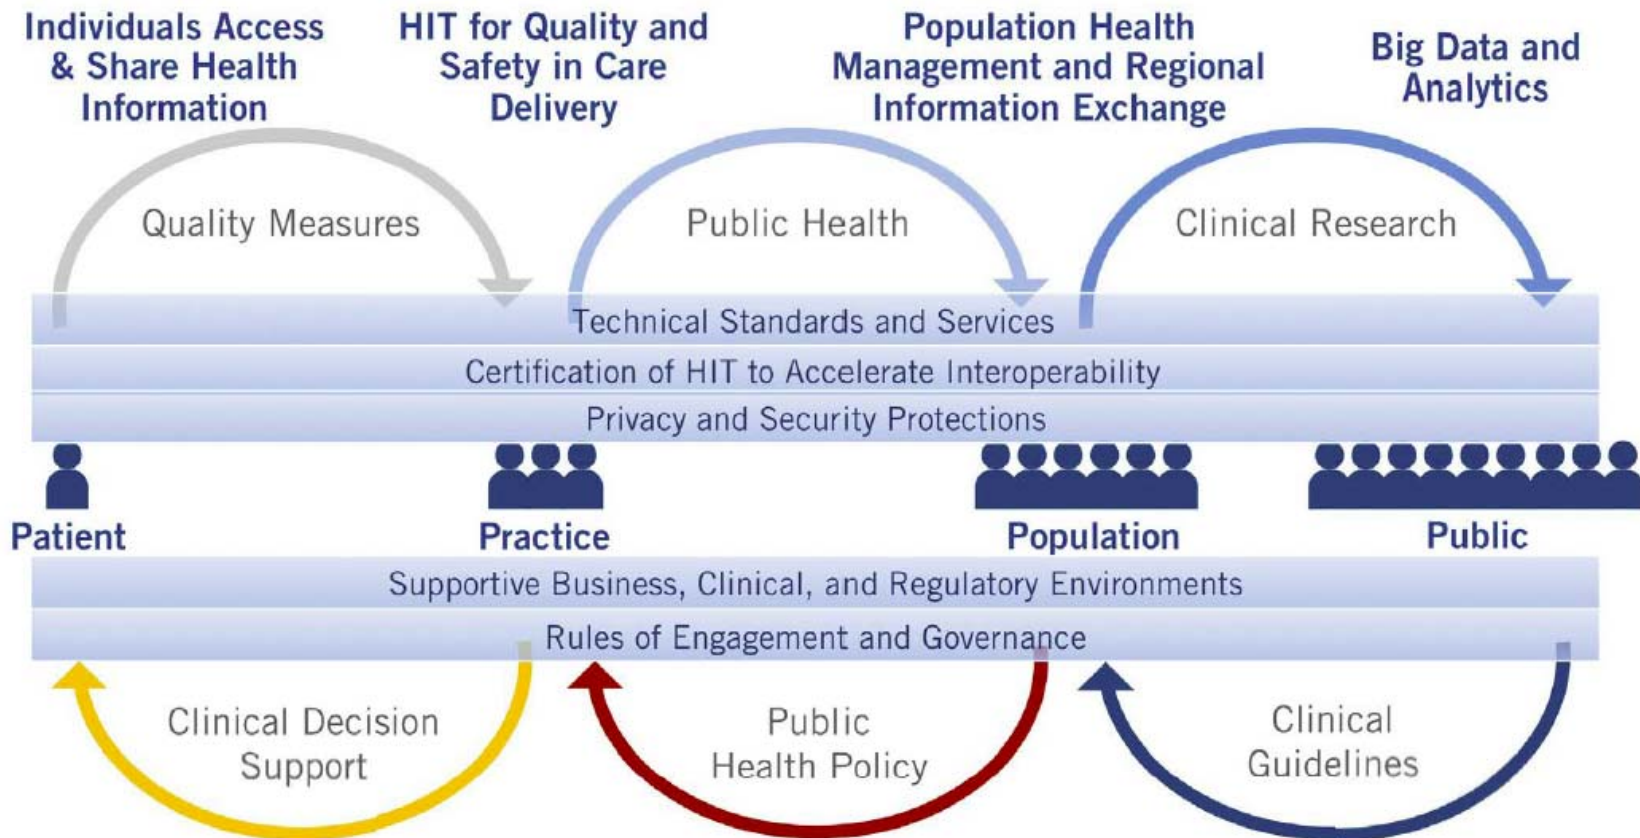 Individuals Access
& Share Health
Information
HIT for Quality and
Safety in Care
Delivery
Population Health
Management and Regional
Information Exchange
Big Data and
Analytics
Quality Measures
Public Health
Clinical Research
Technical Standards and Services
Certification of HIT to Accelerate Interoperability
Privacy and Security Protections
Patient
Practice
Population
Public
Supportive Business, Clinical, and Regulatory Environments
Rules of Engagement and Governance
Clinical Decision
Support
Public
Health Policy
Clinical
Guidelines